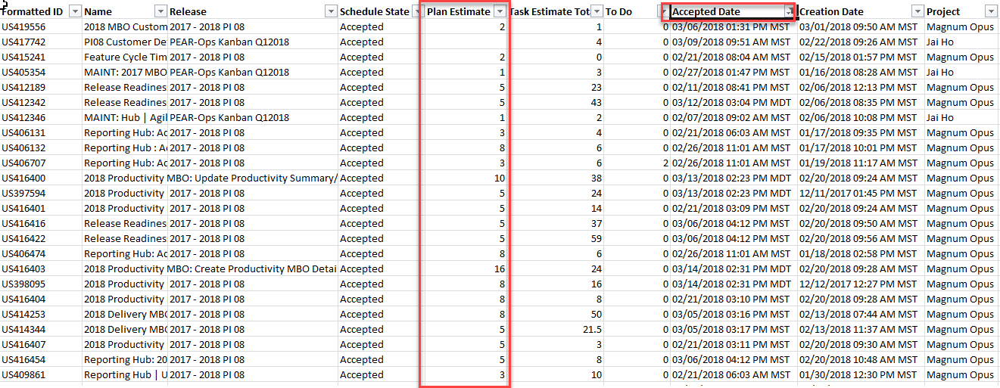 Formatted ID Name Release Schedule State Plan Estimate Task Estimate Tot To Do Accepted Date Creation Date Project
US419556 2018 MBO Custom 2017 - 2018 PI 08 Accepted 2 1 0 03/06/2018 01:31 PM MST 03/01/2018 09:50 AM MST Magnum Opus
US417742 PI08 Customer De PEAR-Ops Kanban Q12018 Accepted 4 0 03/09/2018 09:51 AM MST 02/22/2018 09:26 AM MST Jai Ho
US415241 Feature Cycle Tim 2017 - 2018 PI 08 Accepted 2 0 0 02/21/2018 08:04 AM MST 02/15/2018 01:57 PM MST Magnum Opus
US405354 MAINT: 2017 MBO PEAR-Ops Kanban Q12018 Accepted 1 3 0 02/27/2018 01:47 PM MST 01/16/2018 08:28 AM MST Jai Ho
US412189 Release Readines 2017 - 2018 PI 08 Accepted 5 23 0 02/11/2018 08:41 PM MST 02/06/2018 12:13 PM MST Magnum Opus
US412342 Release Readines 2017 - 2018 PI 08 Accepted 5 43 0 03/12/2018 03:04 PM MDT 02/06/2018 08:35 PM MST Magnum Opus
US412346 MAINT: Hub | Agil PEAR-Ops Kanban Q12018 Accepted 1 2 0 02/07/2018 09:02 AM MST 02/06/2018 10:08 PM MST Jai Ho
US406131 Reporting Hub: Ad 2017 - 2018 PI 08 Accepted 3 4 0 02/21/2018 06:03 AM MST 01/17/2018 09:35 PM MST Magnum Opus
US406132 Reporting Hub : A 2017 - 2018 PI 08 Accepted 8 6 0 02/26/2018 11:01 AM MST 01/17/2018 10:01 PM MST Magnum Opus
US406707 Reporting Hub: Ad 2017 - 2018 PI 08 Accepted 3 6 2 02/26/2018 11:01 AM MST 01/19/2018 11:17 AM MST Magnum Opus
US416400 2018 Productivity MBO: Update Productivity Summary/ Accepted 10 38 0 03/13/2018 02:23 PM MDT 02/20/2018 09:24 AM MST Magnum Opus
US397594 2018 Productivity 2017 - 2018 PI 08 Accepted 5 24 0 03/13/2018 02:23 PM MDT 12/11/2017 01:45 PM MST Magnum Opus
US416401 2018 Productivity 2017 - 2018 PI 08 Accepted 5 14 0 02/21/2018 03:09 PM MST 02/20/2018 09:24 AM MST Magnum Opus
US416416 Release Readines 2017 - 2018 PI 08 Accepted 5 37 0 03/06/2018 04:12 PM MST 02/20/2018 09:50 AM MST Magnum Opus
US416422 Release Readines 2017 - 2018 PI 08 Accepted 5 59 0 03/06/2018 04:12 PM MST 02/20/2018 09:56 AM MST Magnum Opus
US406474 Reporting Hub: Ad 2017 - 2018 PI 08 Accepted 8 6 0 02/26/2018 11:01 AM MST 01/18/2018 02:58 PM MST Magnum Opus
US416403 2018 Productivity MBO: Create Productivity MBO Detai Accepted 16 24 0 03/14/2018 02:31 PM MDT 02/20/2018 09:28 AM MST Magnum Opus
US398095 2018 Productivity 2017 - 2018 PI 08 Accepted 8 16 0 03/14/2018 02:31 PM MDT 12/12/2017 12:27 PM MST Magnum Opus
US416404 2018 Productivity 2017 - 2018 PI 08 Accepted 8 8 0 02/21/2018 03:10 PM MST 02/20/2018 09:28 AM MST Magnum Opus
US414253 2018 Delivery MBO 2017 - 2018 PI 08 Accepted 8 50 0 03/05/2018 03:16 PM MST 02/13/2018 07:44 AM MST Magnum Opus
US414344 2018 Delivery MBO 2017 - 2018 PI 08 Accepted 5 21.5 0 03/05/2018 03:17 PM MST 02/13/2018 11:37 AM MST Magnum Opus
US416407 2018 Productivity 2017 - 2018 PI 08 Accepted 5 3 0 02/21/2018 03:11 PM MST 02/20/2018 09:30 AM MST Magnum Opus
US416454 Reporting Hub: 20 2017 - 2018 PI 08 Accepted 5 8 0 03/06/2018 04:12 PM MST 02/20/2018 10:48 AM MST Magnum Opus
US409861 Reporting Hub | U 2017 - 2018 PI 08 Accepted 3 10 0 02/21/2018 06:03 AM MST 01/30/2018 12:30 PM MST Magnum Opus